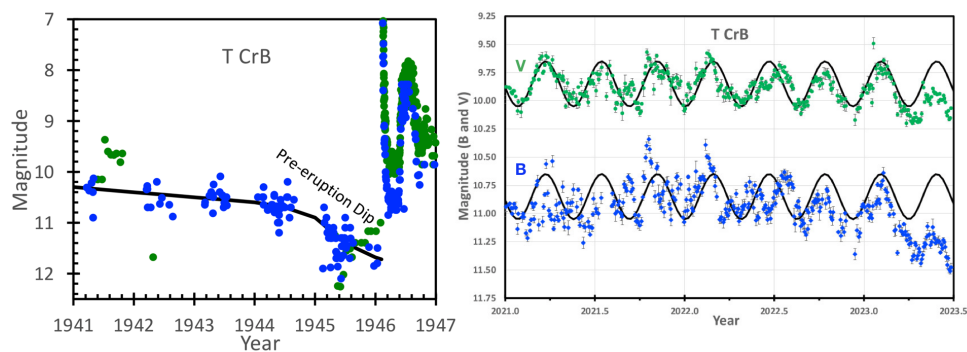 T CrB
Magnitude
7
8
9
10
11
12
Pre-eruption Dip
1941 1942 1943 1944 1945 1946 1947
Year
T CrB
Magnitude (B and V)
9.25
9.50
9.75
10.00
10.25
10.50
10.75
11.00
11.25
11.50
11.75
V
B
2021.0 2021.5 2022.0 2022.5 2023.0 2023.5
Year